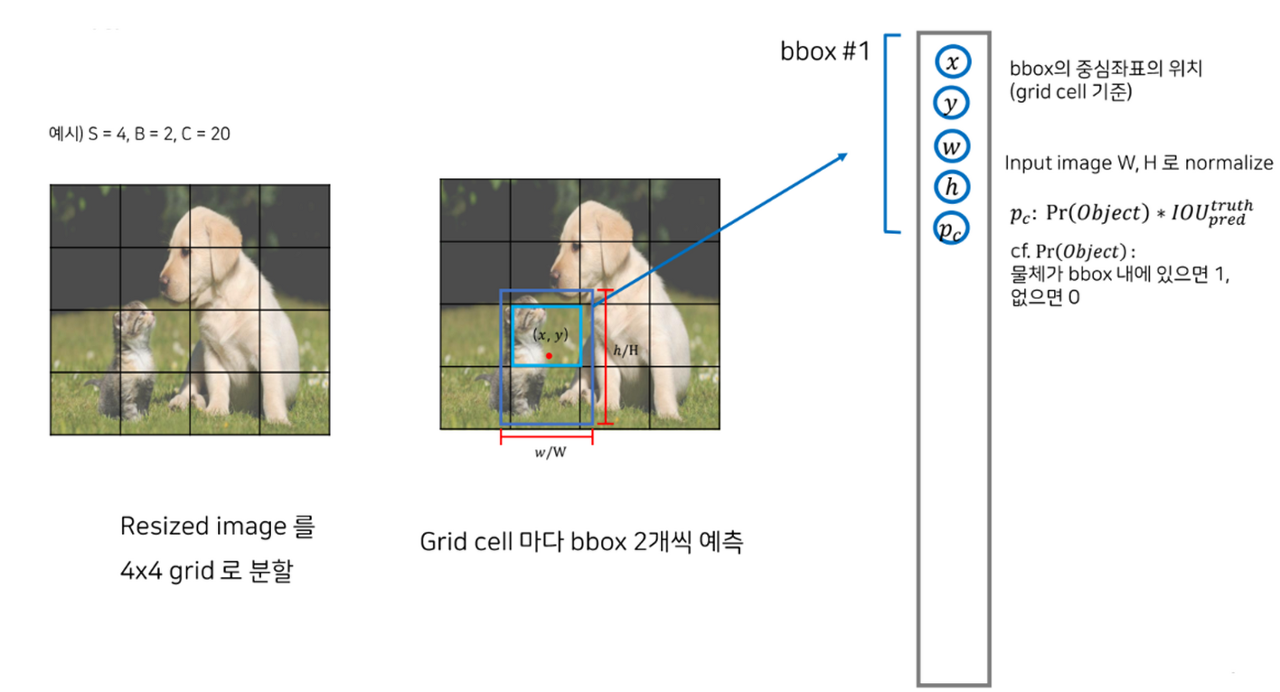 예시) S = 4, B = 2, C = 20
Resized image 를
4x4 grid 로 분할
(x, y)
h/H
w/W
Grid cell 마다 bbox 2개씩 예측
bbox #1
x
y
w
h
p_c
bbox의 중심좌표의 위치
(grid cell 기준)
Input image W, H 로 normalize
p_c: Pr(Object) * IOU^{truth}_{pred}
cf. Pr(Object) :
물체가 bbox 내에 있으면 1,
없으면 0